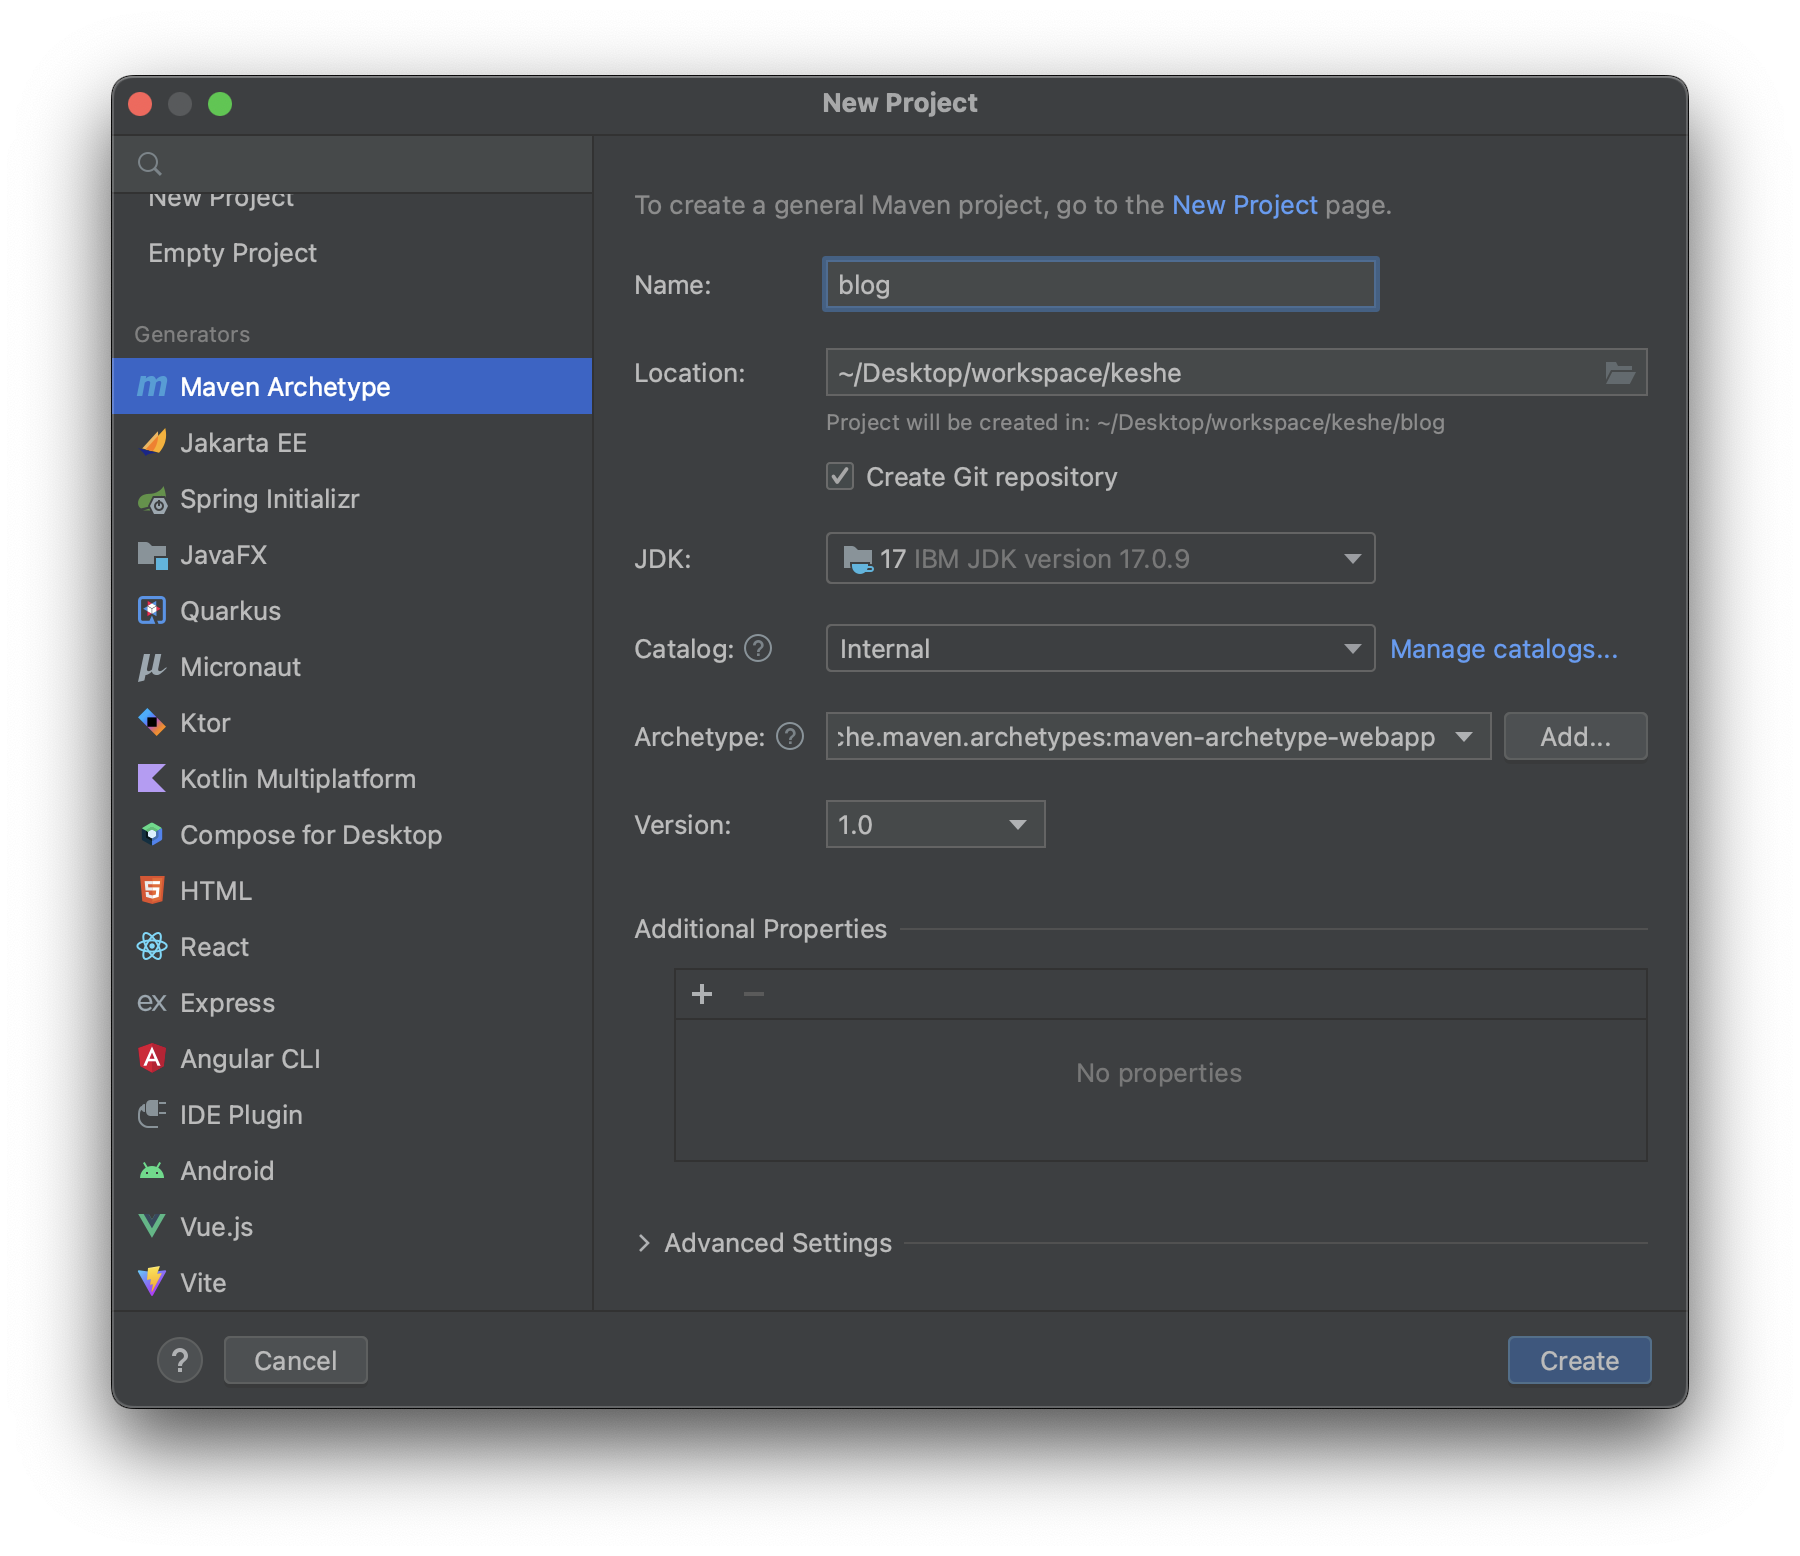 New Project
New Project
Empty Project
Generators
Maven Archetype
Jakarta EE
Spring Initializr
JavaFX
Quarkus
Micronaut
Ktor
Kotlin Multiplatform
Compose for Desktop
HTML
React
ex Express
Angular CLI
IDE Plugin
Android
Vue.js
Vite
To create a general Maven project, go to the New Project page.
Name: blog
Location: ~/Desktop/workspace/keshe
Project will be created in: ~/Desktop/workspace/keshe/blog
Create Git repository
JDK: 17 IBM JDK version 17.0.9
Catalog: ? Internal Manage catalogs...
Archetype: ? :he.maven.archetypes:maven-archetype-webapp Add...
Version: 1.0
Additional Properties
No properties
Advanced Settings
? Cancel Create